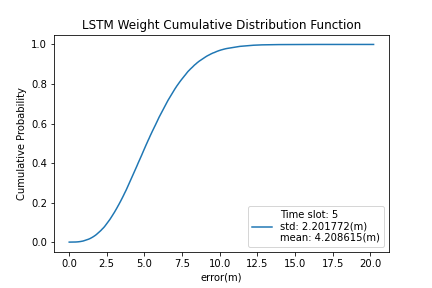 LSTM Weight Cumulative Distribution Function
1.0
0.8
0.6
0.4
0.2
0.0
Cumulative Probability
Time slot: 5
std: 2.201772(m)
mean: 4.208615(m)
0.0 2.5 5.0 7.5 10.0 12.5 15.0 17.5 20.0
error(m)